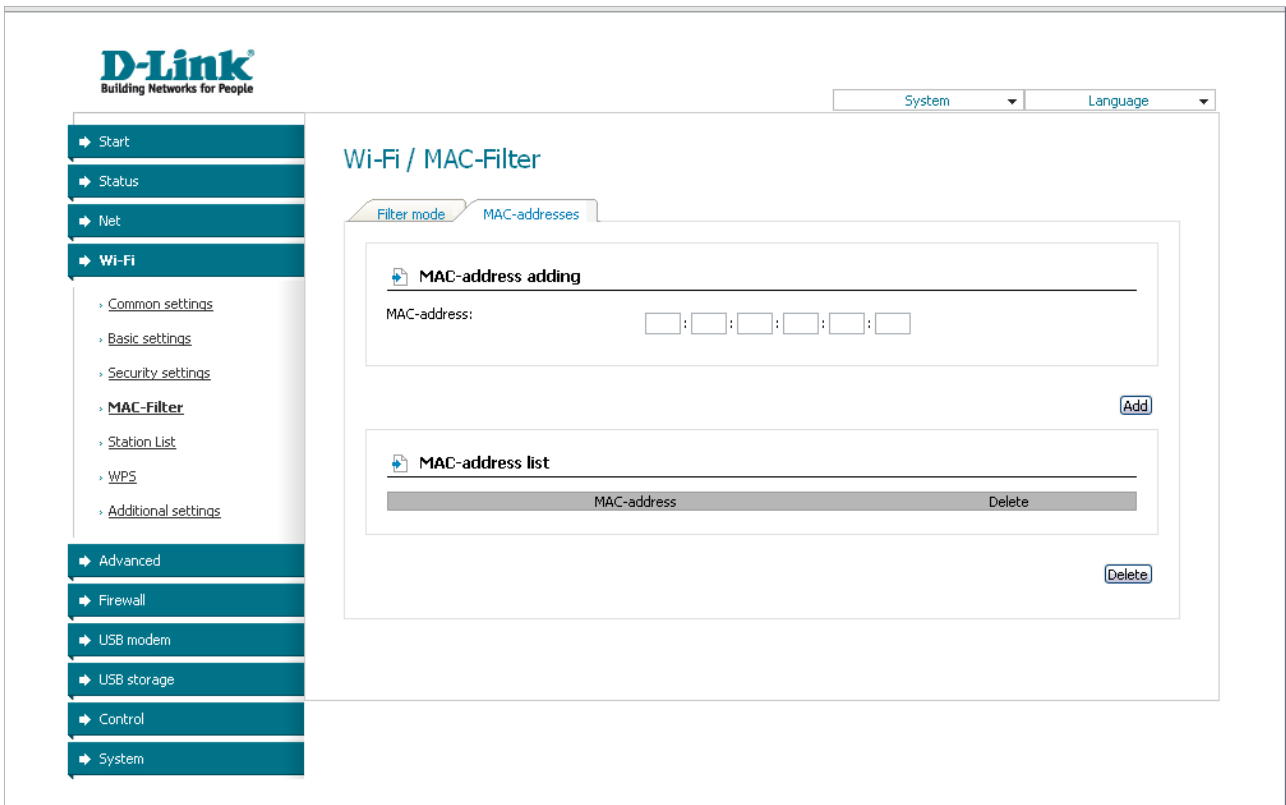 D-Link
Building Networks for People
System Language
Start
Status
Net
Wi-Fi
Common settings
Basic settings
Security settings
MAC-Filter
Station List
WPS
Additional settings
Advanced
Firewall
USB modem
USB storage
Control
System
Wi-Fi / MAC-Filter
Filter mode MAC-addresses
MAC-address adding
MAC-address: : : : : :
Add
MAC-address list
MAC-address Delete
Delete